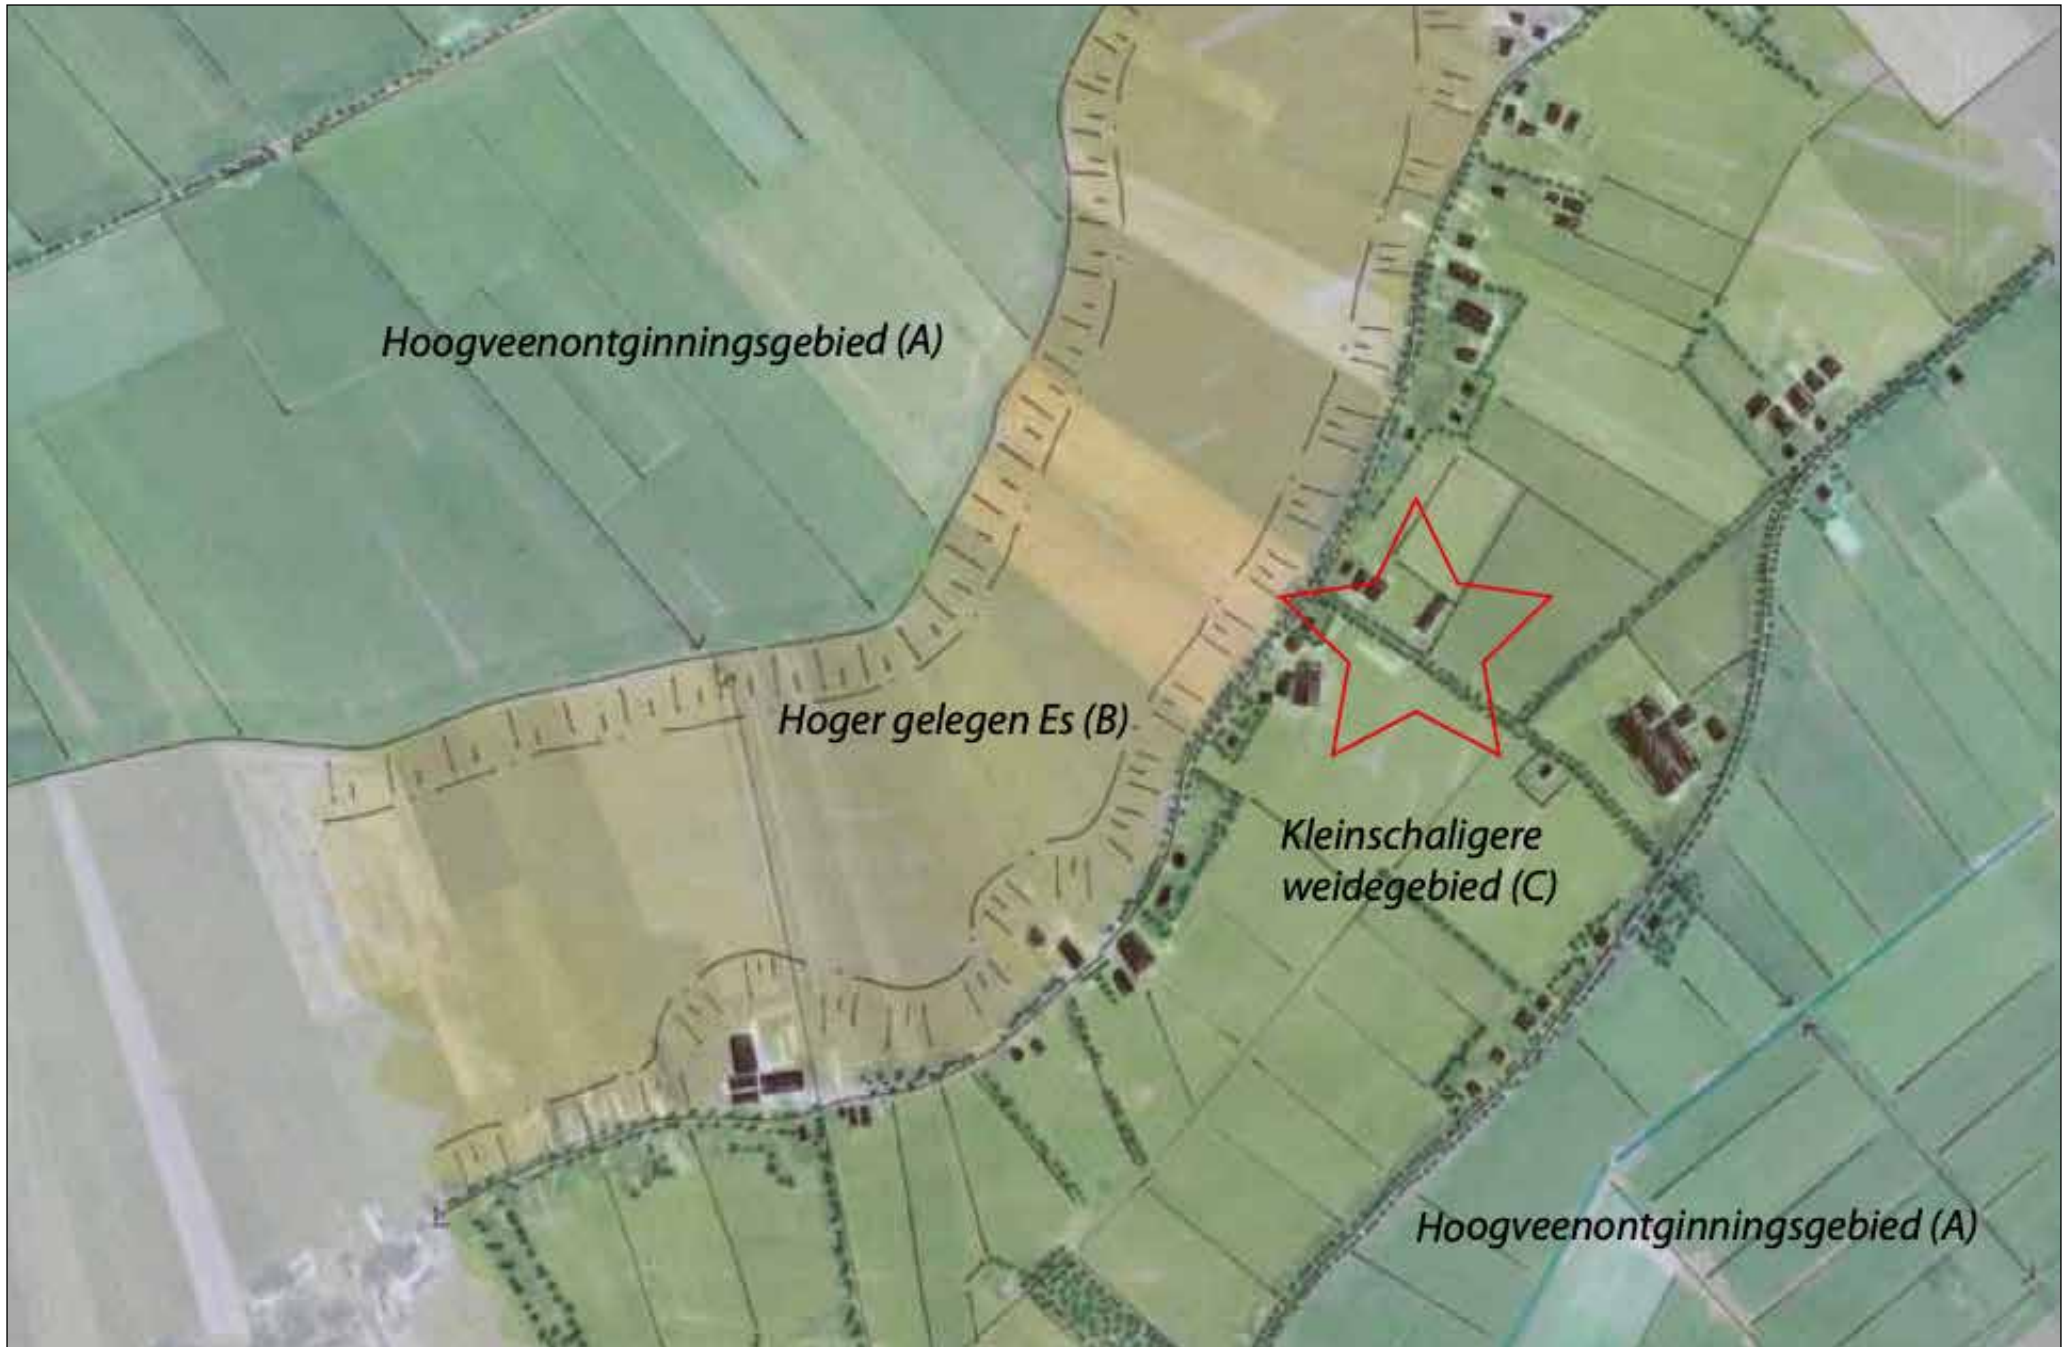 Hoogveenontginningsgebied (A)
Hoger gelegen Es (B)
Kleinschaligere
weidegebied (C)
Hoogveenontginningsgebied (A)